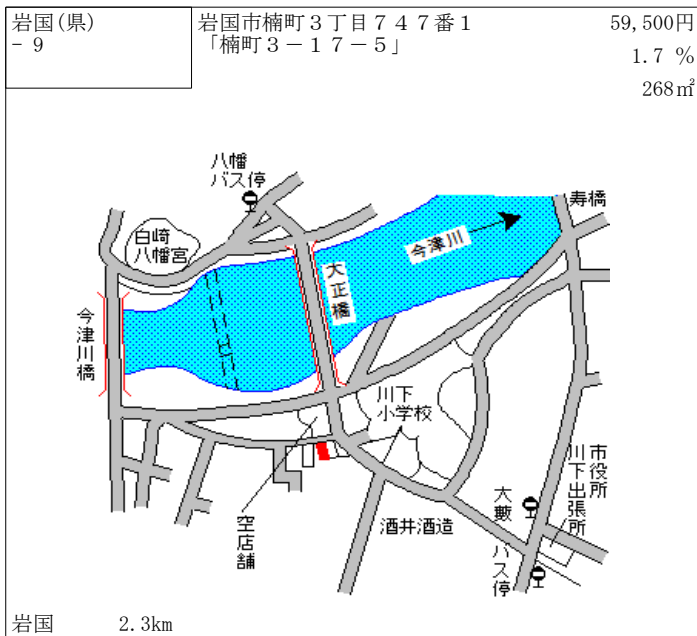 岩国(県)
- 9
岩国市楠町３丁目７４７番１
「楠町３－１７－５」
59,500円
1.7 %
268㎡
八幡
バス停
寿橋
白崎
八幡宮
今津川
大正橋
今津川橋
川下
小学校
市役所
川下出張所
大藪
バス停
空店舗
酒井酒造
岩国 2.3km